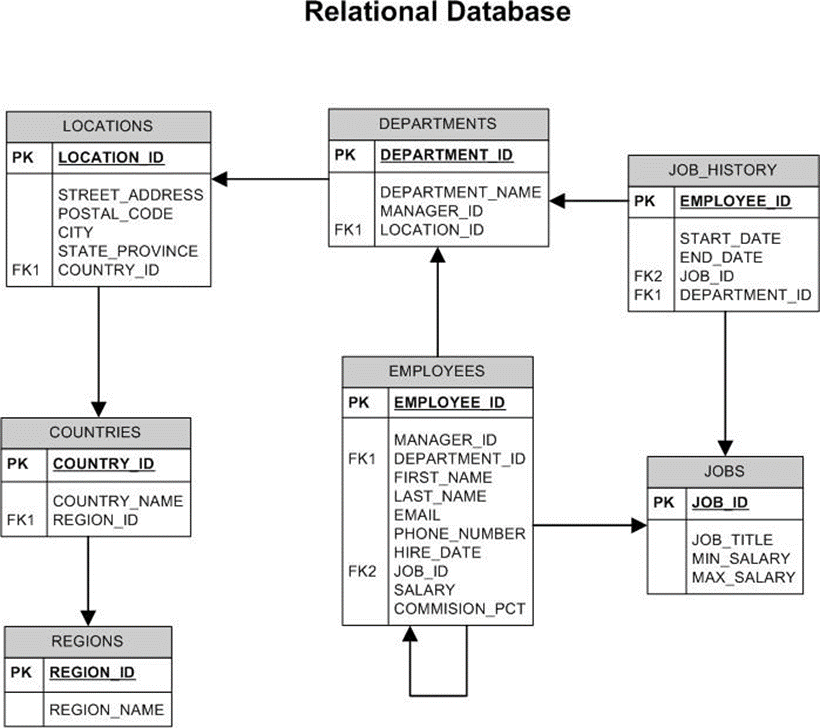 Relational Database
LOCATIONS
PK LOCATION_ID
STREET_ADDRESS
POSTAL_CODE
CITY
STATE_PROVINCE
FK1 COUNTRY_ID
DEPARTMENTS
PK DEPARTMENT_ID
DEPARTMENT_NAME
MANAGER_ID
FK1 LOCATION_ID
JOB_HISTORY
PK EMPLOYEE_ID
START_DATE
END_DATE
FK2 JOB_ID
FK1 DEPARTMENT_ID
COUNTRIES
PK COUNTRY_ID
COUNTRY_NAME
FK1 REGION_ID
EMPLOYEES
PK EMPLOYEE_ID
MANAGER_ID
FK1 DEPARTMENT_ID
FIRST_NAME
LAST_NAME
EMAIL
PHONE_NUMBER
HIRE_DATE
FK2 JOB_ID
SALARY
COMMISION_PCT
JOBS
PK JOB_ID
JOB_TITLE
MIN_SALARY
MAX_SALARY
REGIONS
PK REGION_ID
REGION_NAME